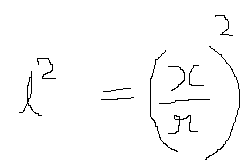 l² = (x/π)²